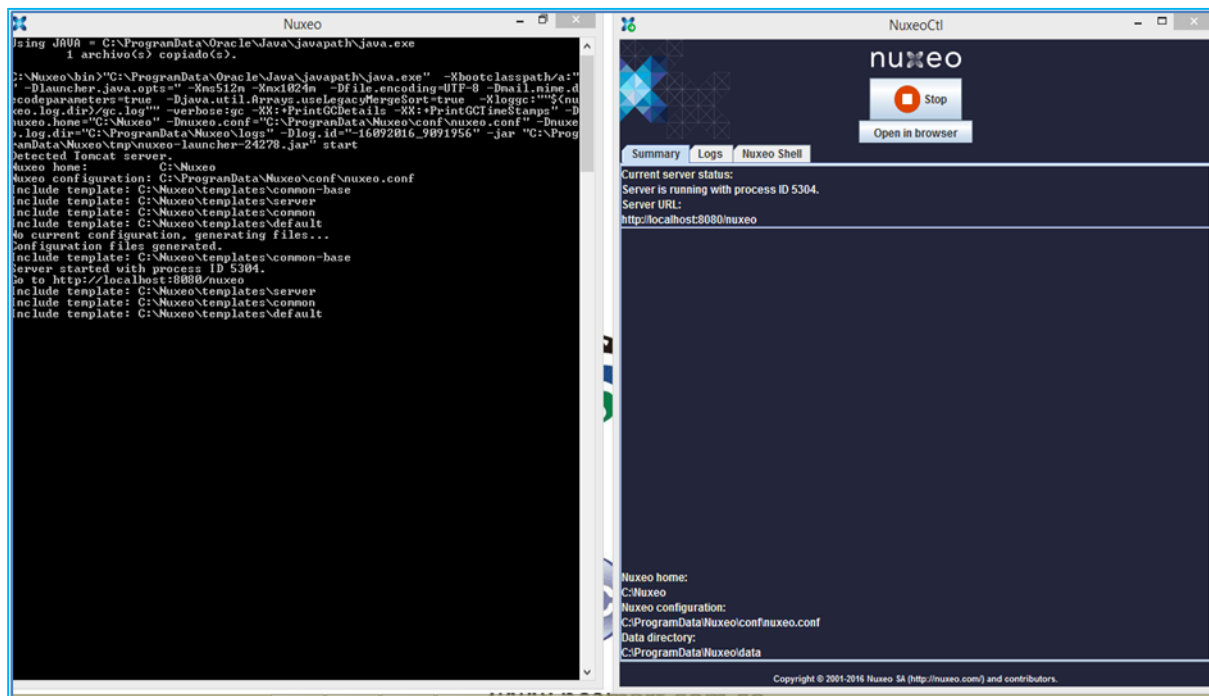 Nuxeo
Using JAVA = C:\ProgramData\Oracle\Java\javapath\java.exe
1 archivo(s) copiado(s).
C:\Nuxeo\bin>"C:\ProgramData\Oracle\Java\javapath\java.exe" -Xbootclasspath/a:"
" -Dlauncher.java.opts=" -Xms512m -Xmx1024m -Dfile.encoding=UTF-8 -Dmail.mime.d
ecodeparameters=true -Djava.util.Arrays.useLegacyMergeSort=true -Xloggc:""$(nu
xeo.log.dir)/gc.log"" -verbose:gc -XX:+PrintGCDetails -XX:+PrintGCTimeStamps" -D
nuxeo.home="C:\Nuxeo" -Dnuxeo.conf="C:\ProgramData\Nuxeo\conf\nuxeo.conf" -Dnuxe
o.log.dir="C:\ProgramData\Nuxeo\logs" -Dlog.id="-16092016_9091956" -jar "C:\Prog
ramData\Nuxeo\tmp\nuxeo-launcher-24278.jar" start
Detected Tomcat server.
Nuxeo home: C:\Nuxeo
Nuxeo configuration: C:\ProgramData\Nuxeo\conf\nuxeo.conf
Include template: C:\Nuxeo\templates\common-base
Include template: C:\Nuxeo\templates\server
Include template: C:\Nuxeo\templates\common
Include template: C:\Nuxeo\templates\default
No current configuration, generating files...
Configuration files generated.
Include template: C:\Nuxeo\templates\common-base
Server started with process ID 5304.
Go to http://localhost:8080/nuxeo
Include template: C:\Nuxeo\templates\server
Include template: C:\Nuxeo\templates\common
Include template: C:\Nuxeo\templates\default
NuxeoCtl
nuxeo
Stop
Open in browser
Summary Logs Nuxeo Shell
Current server status:
Server is running with process ID 5304.
Server URL:
http://localhost:8080/nuxeo
Nuxeo home:
C:\Nuxeo
Nuxeo configuration:
C:\ProgramData\Nuxeo\conf\nuxeo.conf
Data directory:
C:\ProgramData\Nuxeo\data
Copyright © 2001-2016 Nuxeo SA (http://nuxeo.com/) and contributors.